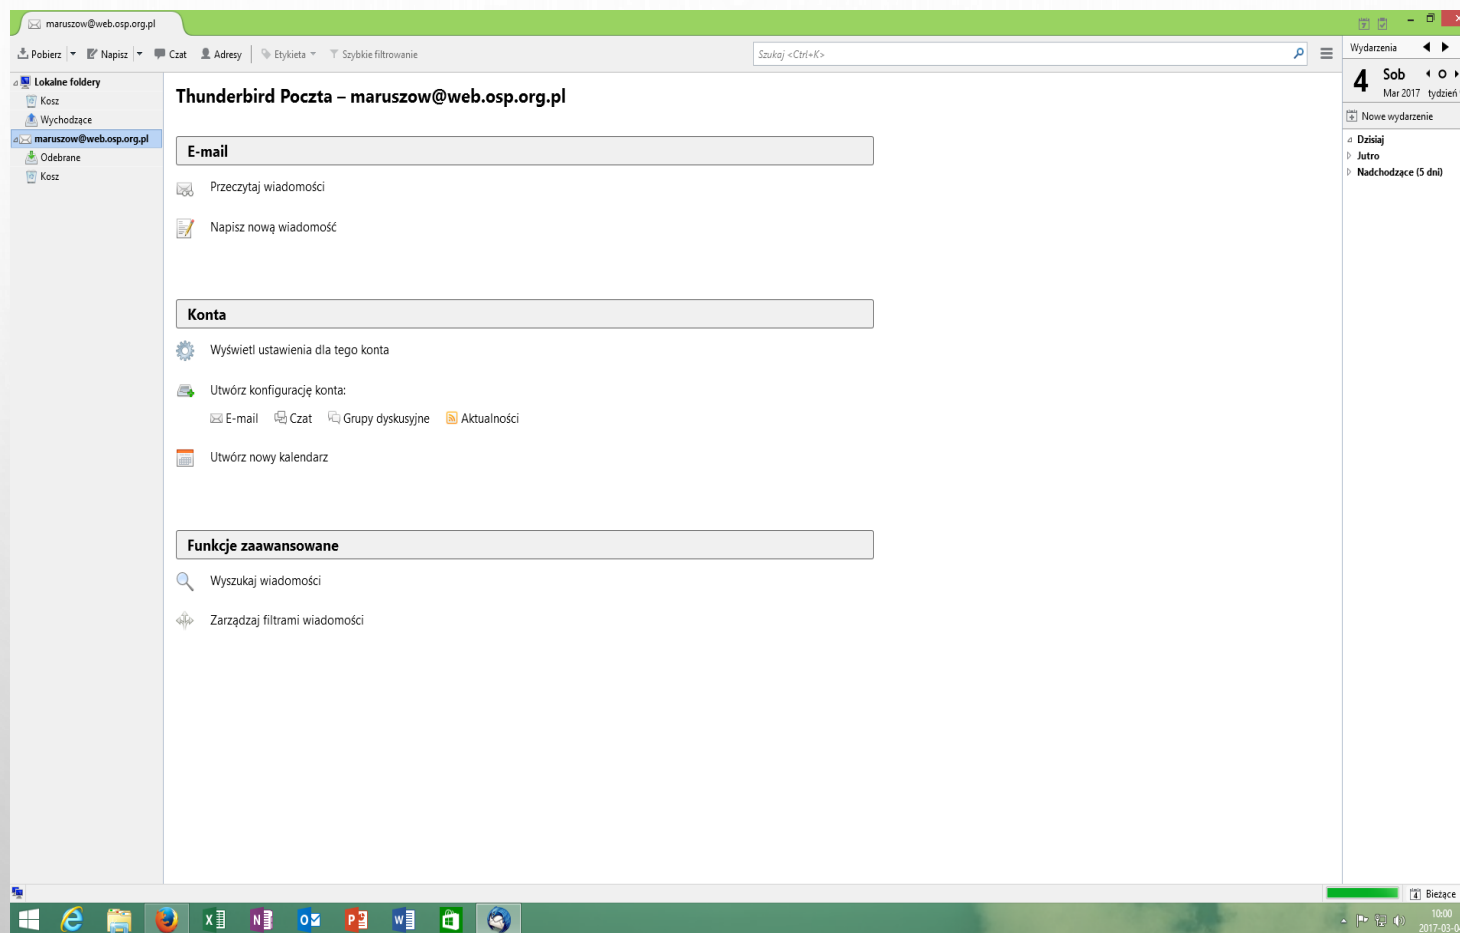 maruszow@web.osp.org.pl
Pobierz Napisz Czat Adresy Etykieta Szybkie filtrowanie Szukaj <Ctrl+K>
Lokalne foldery
Kosz
Wychodzące
maruszow@web.osp.org.pl
Odebrane
Kosz
Thunderbird Poczta – maruszow@web.osp.org.pl
E-mail
Przeczytaj wiadomości
Napisz nową wiadomość
Konta
Wyświetl ustawienia dla tego konta
Utwórz konfigurację konta:
E-mail Czat Grupy dyskusyjne Aktualności
Utwórz nowy kalendarz
Funkcje zaawansowane
Wyszukaj wiadomości
Zarządzaj filtrami wiadomości
Wydarzenia
4 Sob
Mar 2017 tydzień
Nowe wydarzenie
Dzisiaj
Jutro
Nadchodzące (5 dni)
4 Bieżące
10:00
2017-03-04